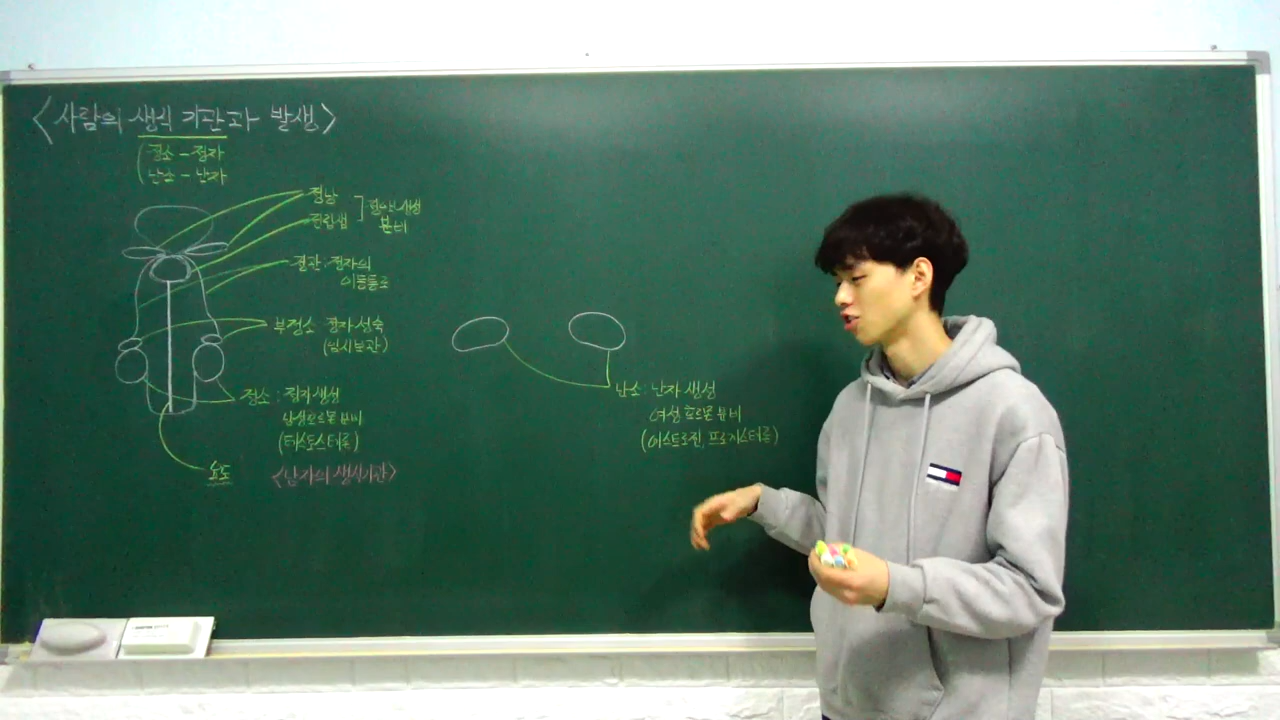 <사람의 생식 기관과 발생>
정소 - 정자
난소 - 난자
정낭
전립샘
정액 생성
분비
정관 : 정자의
이동통로
부정소 정자 성숙
(임시보관)
정소 : 정자 생성
남성호르몬 분비
(테스토스테론)
요도
<남자의 생식기관>
난소 : 난자 생성
여성 호르몬 분비
(에스트로젠, 프로게스테론)